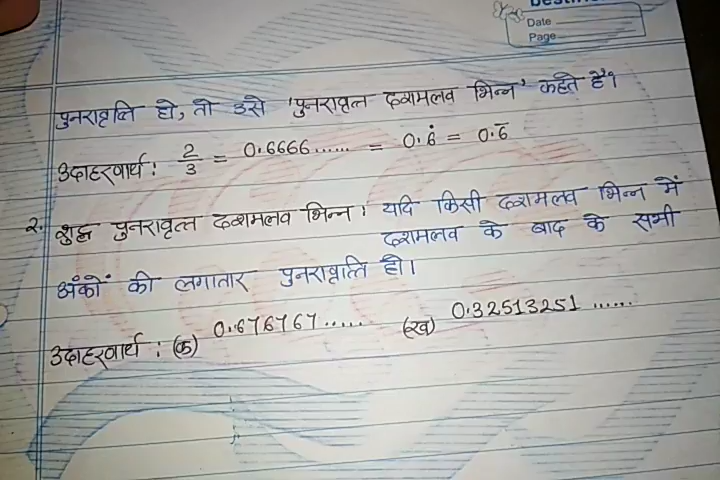 Date
Page
पुनरावृत्ति हो, तो उसे 'पुनरावृत्त दशमलव भिन्न' कहते हैं।
उदाहरणार्थ : 2/3 = 0.6666...... = 0.6̇ = 0.6̅
२. शुद्ध पुनरावृत्त दशमलव भिन्न : यदि किसी दशमलव भिन्न में
दशमलव के बाद के सभी
अंकों की लगातार पुनरावृत्ति हो।
उदाहरणार्थ : (क) 0.676767...... (ख) 0.32513251......